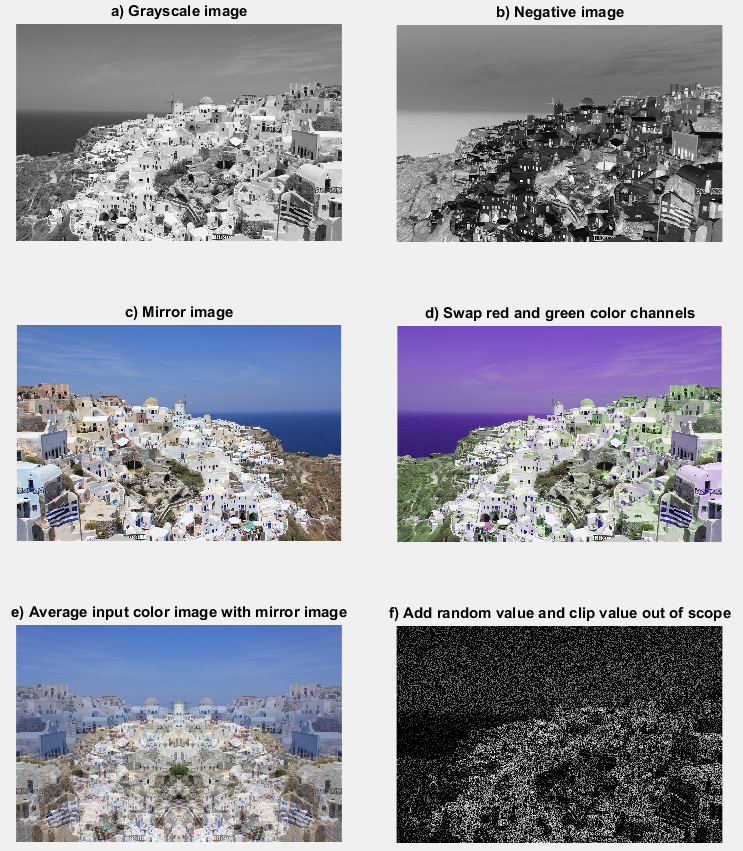 a) Grayscale image
b) Negative image
c) Mirror image
d) Swap red and green color channels
e) Average input color image with mirror image
f) Add random value and clip value out of scope